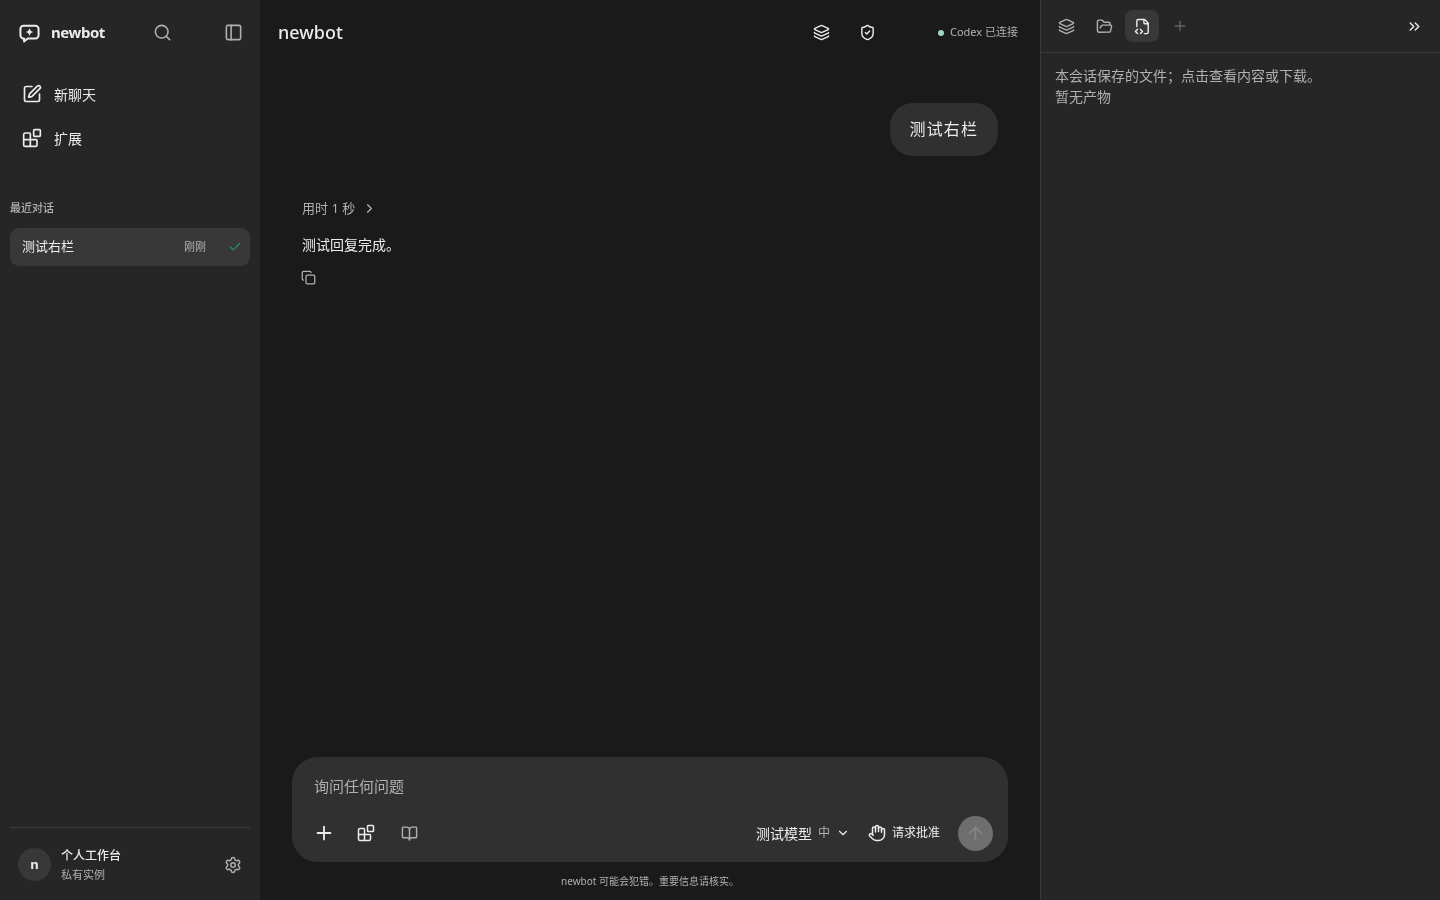 newbot
新聊天
扩展
最近对话
测试右栏 刚刚
n
个人工作台
私有实例
newbot
Codex 已连接
测试右栏
用时 1 秒
测试回复完成。
询问任何问题
测试模型 中
请求批准
newbot 可能会犯错。重要信息请核实。
本会话保存的文件；点击查看内容或下载。
暂无产物